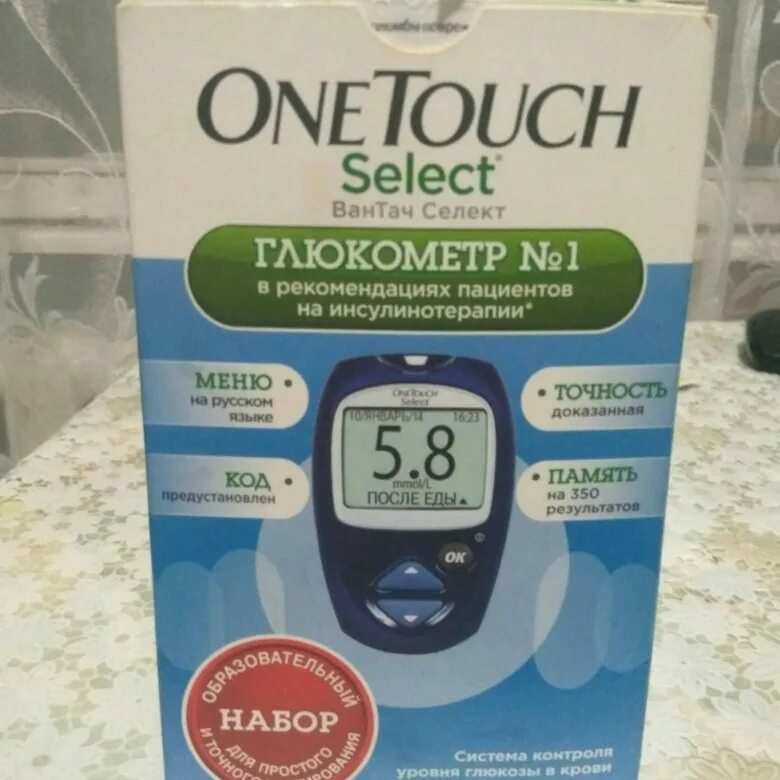 ONETOUCH
Select®
ВанТач Селект
ГЛЮКОМЕТР №1
в рекомендациях пациентов
на инсулинотерапии*
МЕНЮ
на русском
языке
КОД
предустановлен
ТОЧНОСТЬ
доказанная
ПАМЯТЬ
на 350
результатов
ONETOUCH
Select
10/ЯНВАРЬ/14 16:23
5.8
mmol/L
ПОСЛЕ ЕДЫ
OK
ОБРАЗОВАТЕЛЬНЫЙ
НАБОР
ДЛЯ ПРОСТОГО
И ТОЧНОГО
Система контроля
уровня глюкозы в крови